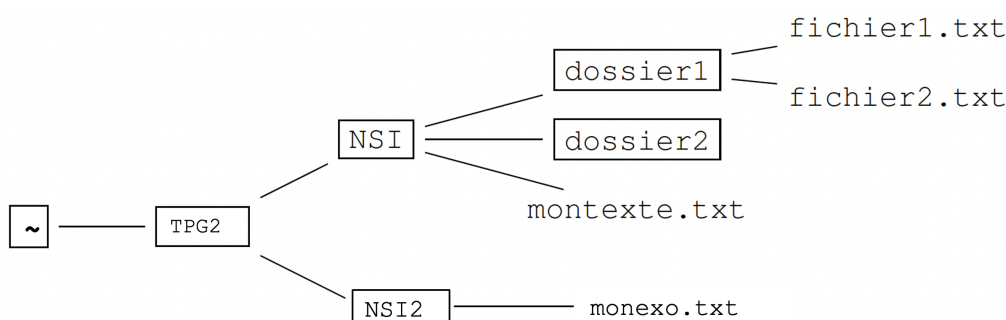 fichier1.txt
dossier1
fichier2.txt
NSI
dossier2
montexte.txt
~
TPG2
NSI2
monexo.txt